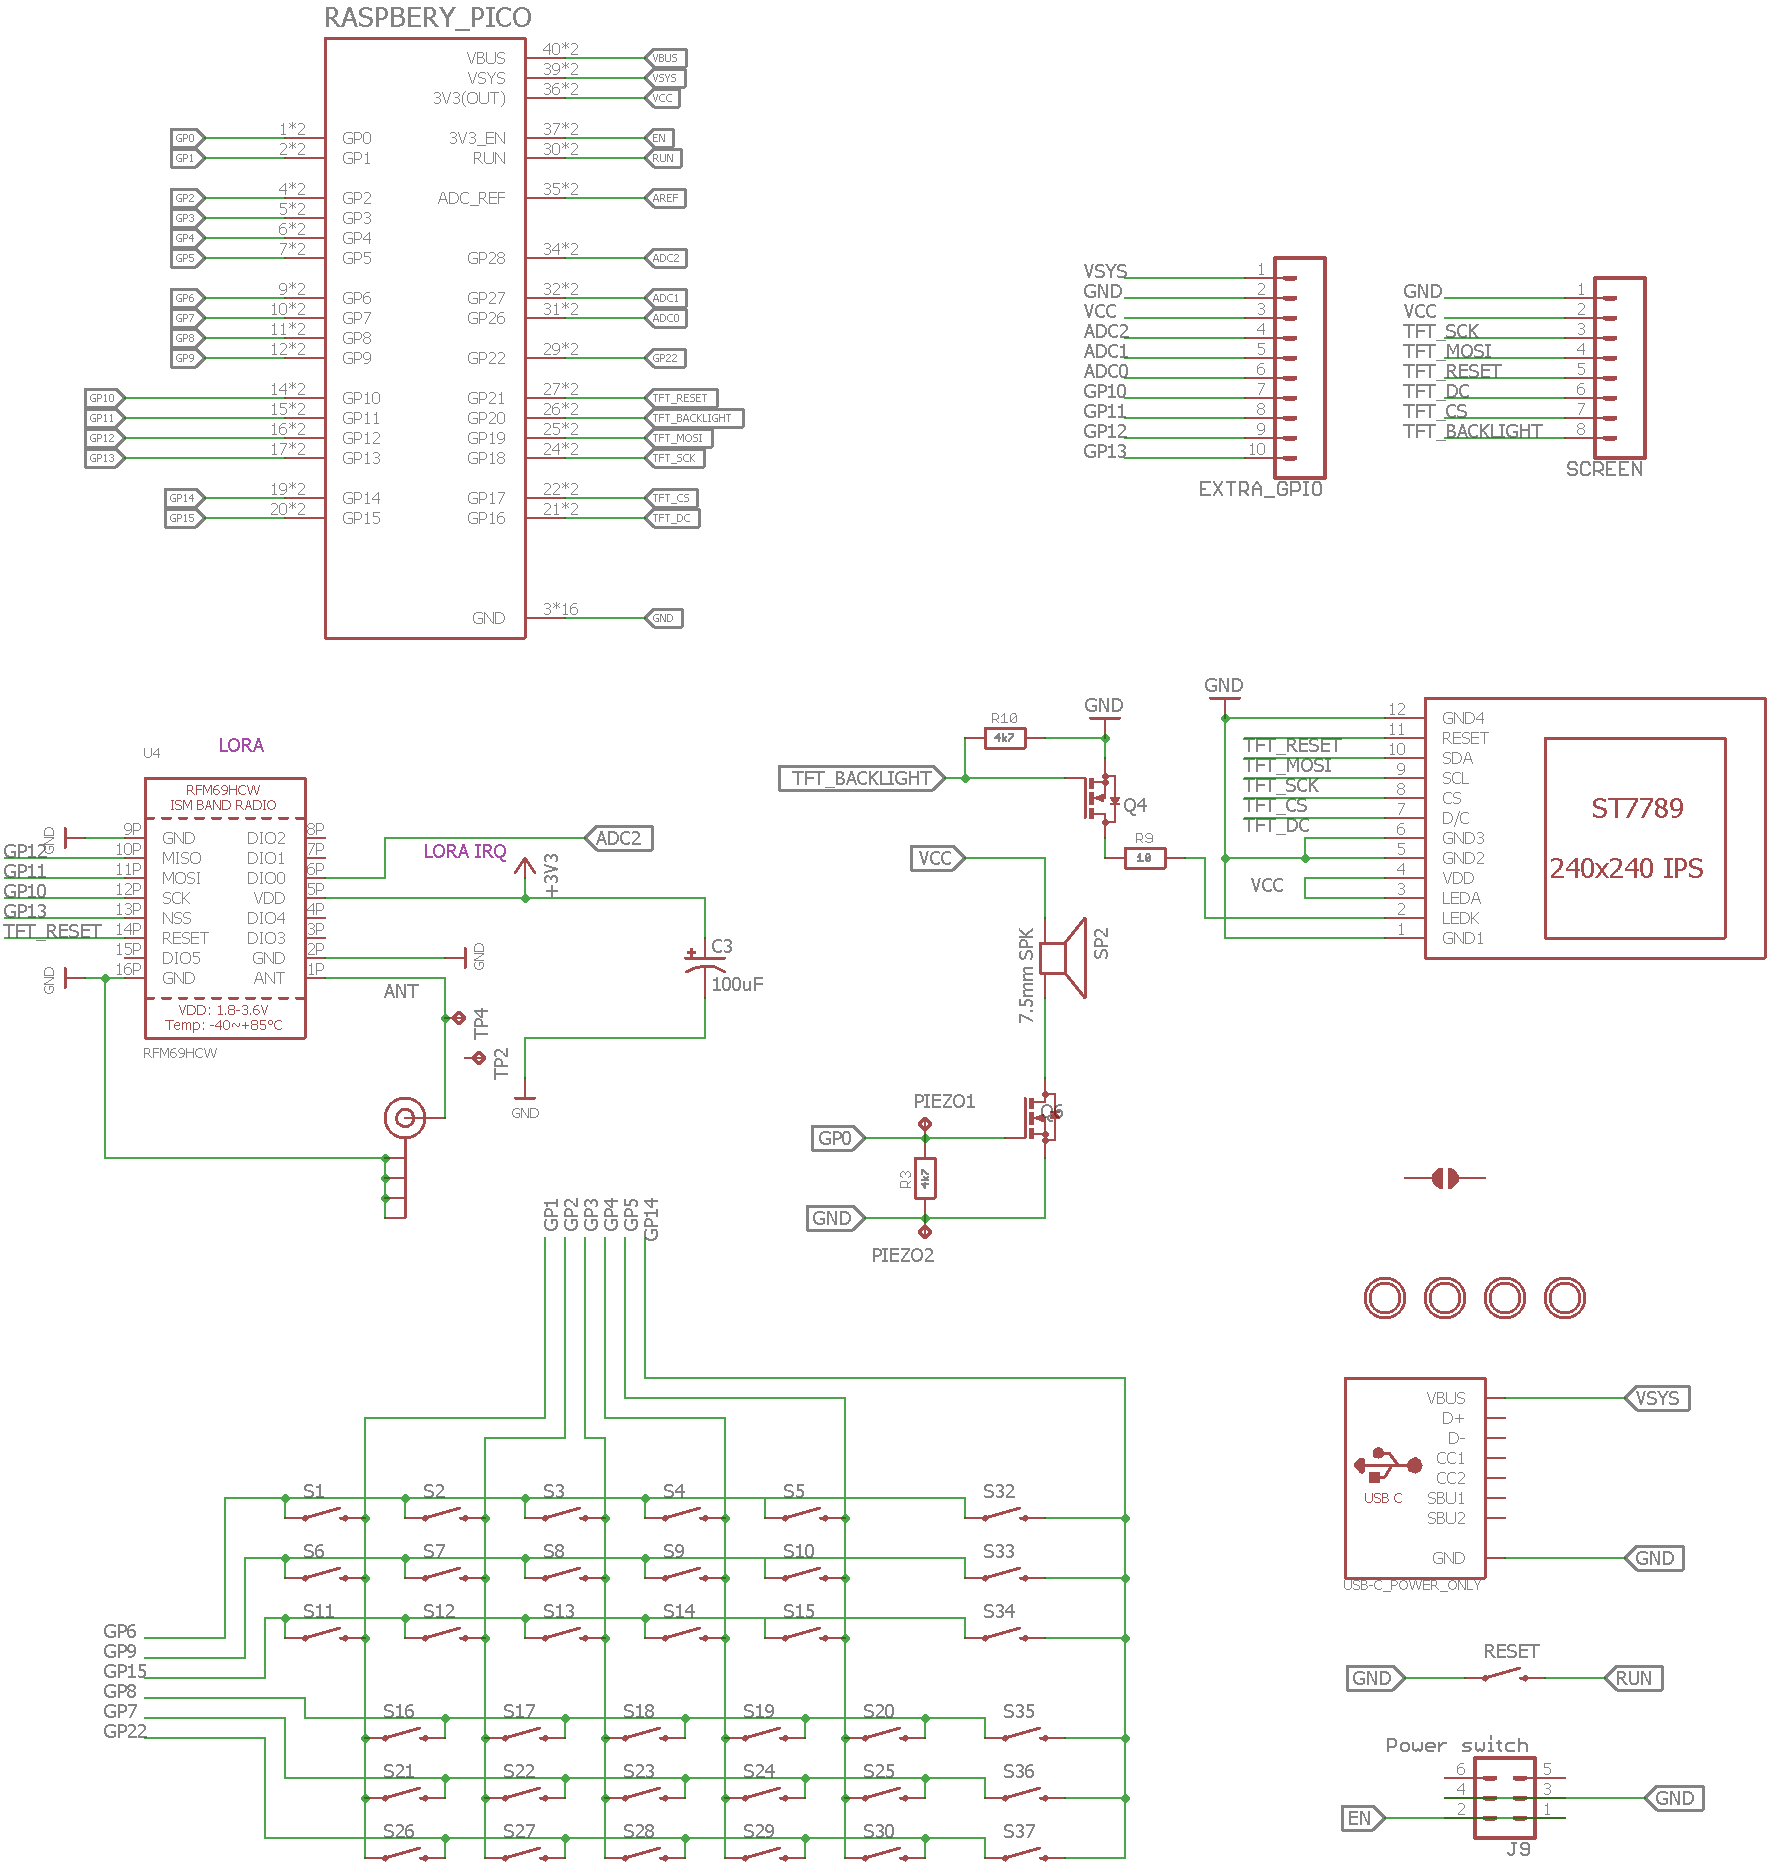 RASPBERY_PICO
VBUS 40*2 VBUS
VSYS 39*2 VSYS
3V3(OUT) 36*2 VCC
GP0 1*2 GP0 3V3_EN 37*2 EN
GP1 2*2 GP1 RUN 30*2 RUN
GP2 4*2 GP2 ADC_REF 35*2 AREF
GP3 5*2 GP3
GP4 6*2 GP4
GP5 7*2 GP5 GP28 34*2 ADC2
GP6 9*2 GP6 GP27 32*2 ADC1
GP7 10*2 GP7 GP26 31*2 ADC0
GP8 11*2 GP8
GP9 12*2 GP9 GP22 29*2 GP22
GP10 14*2 GP10 GP21 27*2 TFT_RESET
GP11 15*2 GP11 GP20 26*2 TFT_BACKLIGHT
GP12 16*2 GP12 GP19 25*2 TFT_MOSI
GP13 17*2 GP13 GP18 24*2 TFT_SCK
GP14 19*2 GP14 GP17 22*2 TFT_CS
GP15 20*2 GP15 GP16 21*2 TFT_DC
GND 3*16 GND
VSYS 1
GND 2
VCC 3
ADC2 4
ADC1 5
ADC0 6
GP10 7
GP11 8
GP12 9
GP13 10
EXTRA_GPIO
GND 1
VCC 2
TFT_SCK 3
TFT_MOSI 4
TFT_RESET 5
TFT_DC 6
TFT_CS 7
TFT_BACKLIGHT 8
SCREEN
U4 LORA
RFM69HCW
ISM BAND RADIO
GND 9P GND DIO2 8P
GP12 10P MISO DIO1 7P
GP11 11P MOSI DIO0 6P
GP10 12P SCK VDD 5P
GP13 13P NSS DIO4 4P
TFT_RESET 14P RESET DIO3 3P
15P DIO5 GND 2P GND
GND 16P GND ANT 1P
VDD: 1.8-3.6V
Temp: -40~+85°C
RFM69HCW
ADC2
LORA IRQ
+3V3
C3
100uF
ANT
TP4
TP2
GND
GND
R10
4k7
TFT_BACKLIGHT
Q4
R9
10
VCC
7.5mm SPK
SP2
PIEZO1
Q6
GP0
R3
4k7
GND
PIEZO2
GND
12 GND4
11 RESET
TFT_RESET 10 SDA
TFT_MOSI 9 SCL
TFT_SCK 8 CS
TFT_CS 7 D/C
TFT_DC 6 GND3
5 GND2
VCC 4 VDD
3 LEDA
2 LEDK
1 GND1
ST7789
240x240 IPS
GP1 GP2 GP3 GP4 GP5 GP14
S1 S2 S3 S4 S5 S32
S6 S7 S8 S9 S10 S33
S11 S12 S13 S14 S15 S34
GP6
GP9
GP15
GP8
GP7
GP22
S16 S17 S18 S19 S20 S35
S21 S22 S23 S24 S25 S36
S26 S27 S28 S29 S30 S37
VBUS VSYS
D+
D-
CC1
CC2
USB C SBU1
SBU2
GND GND
USB-C_POWER_ONLY
RESET
GND RUN
Power switch
6 5
4 3 GND
EN 2 1
J9